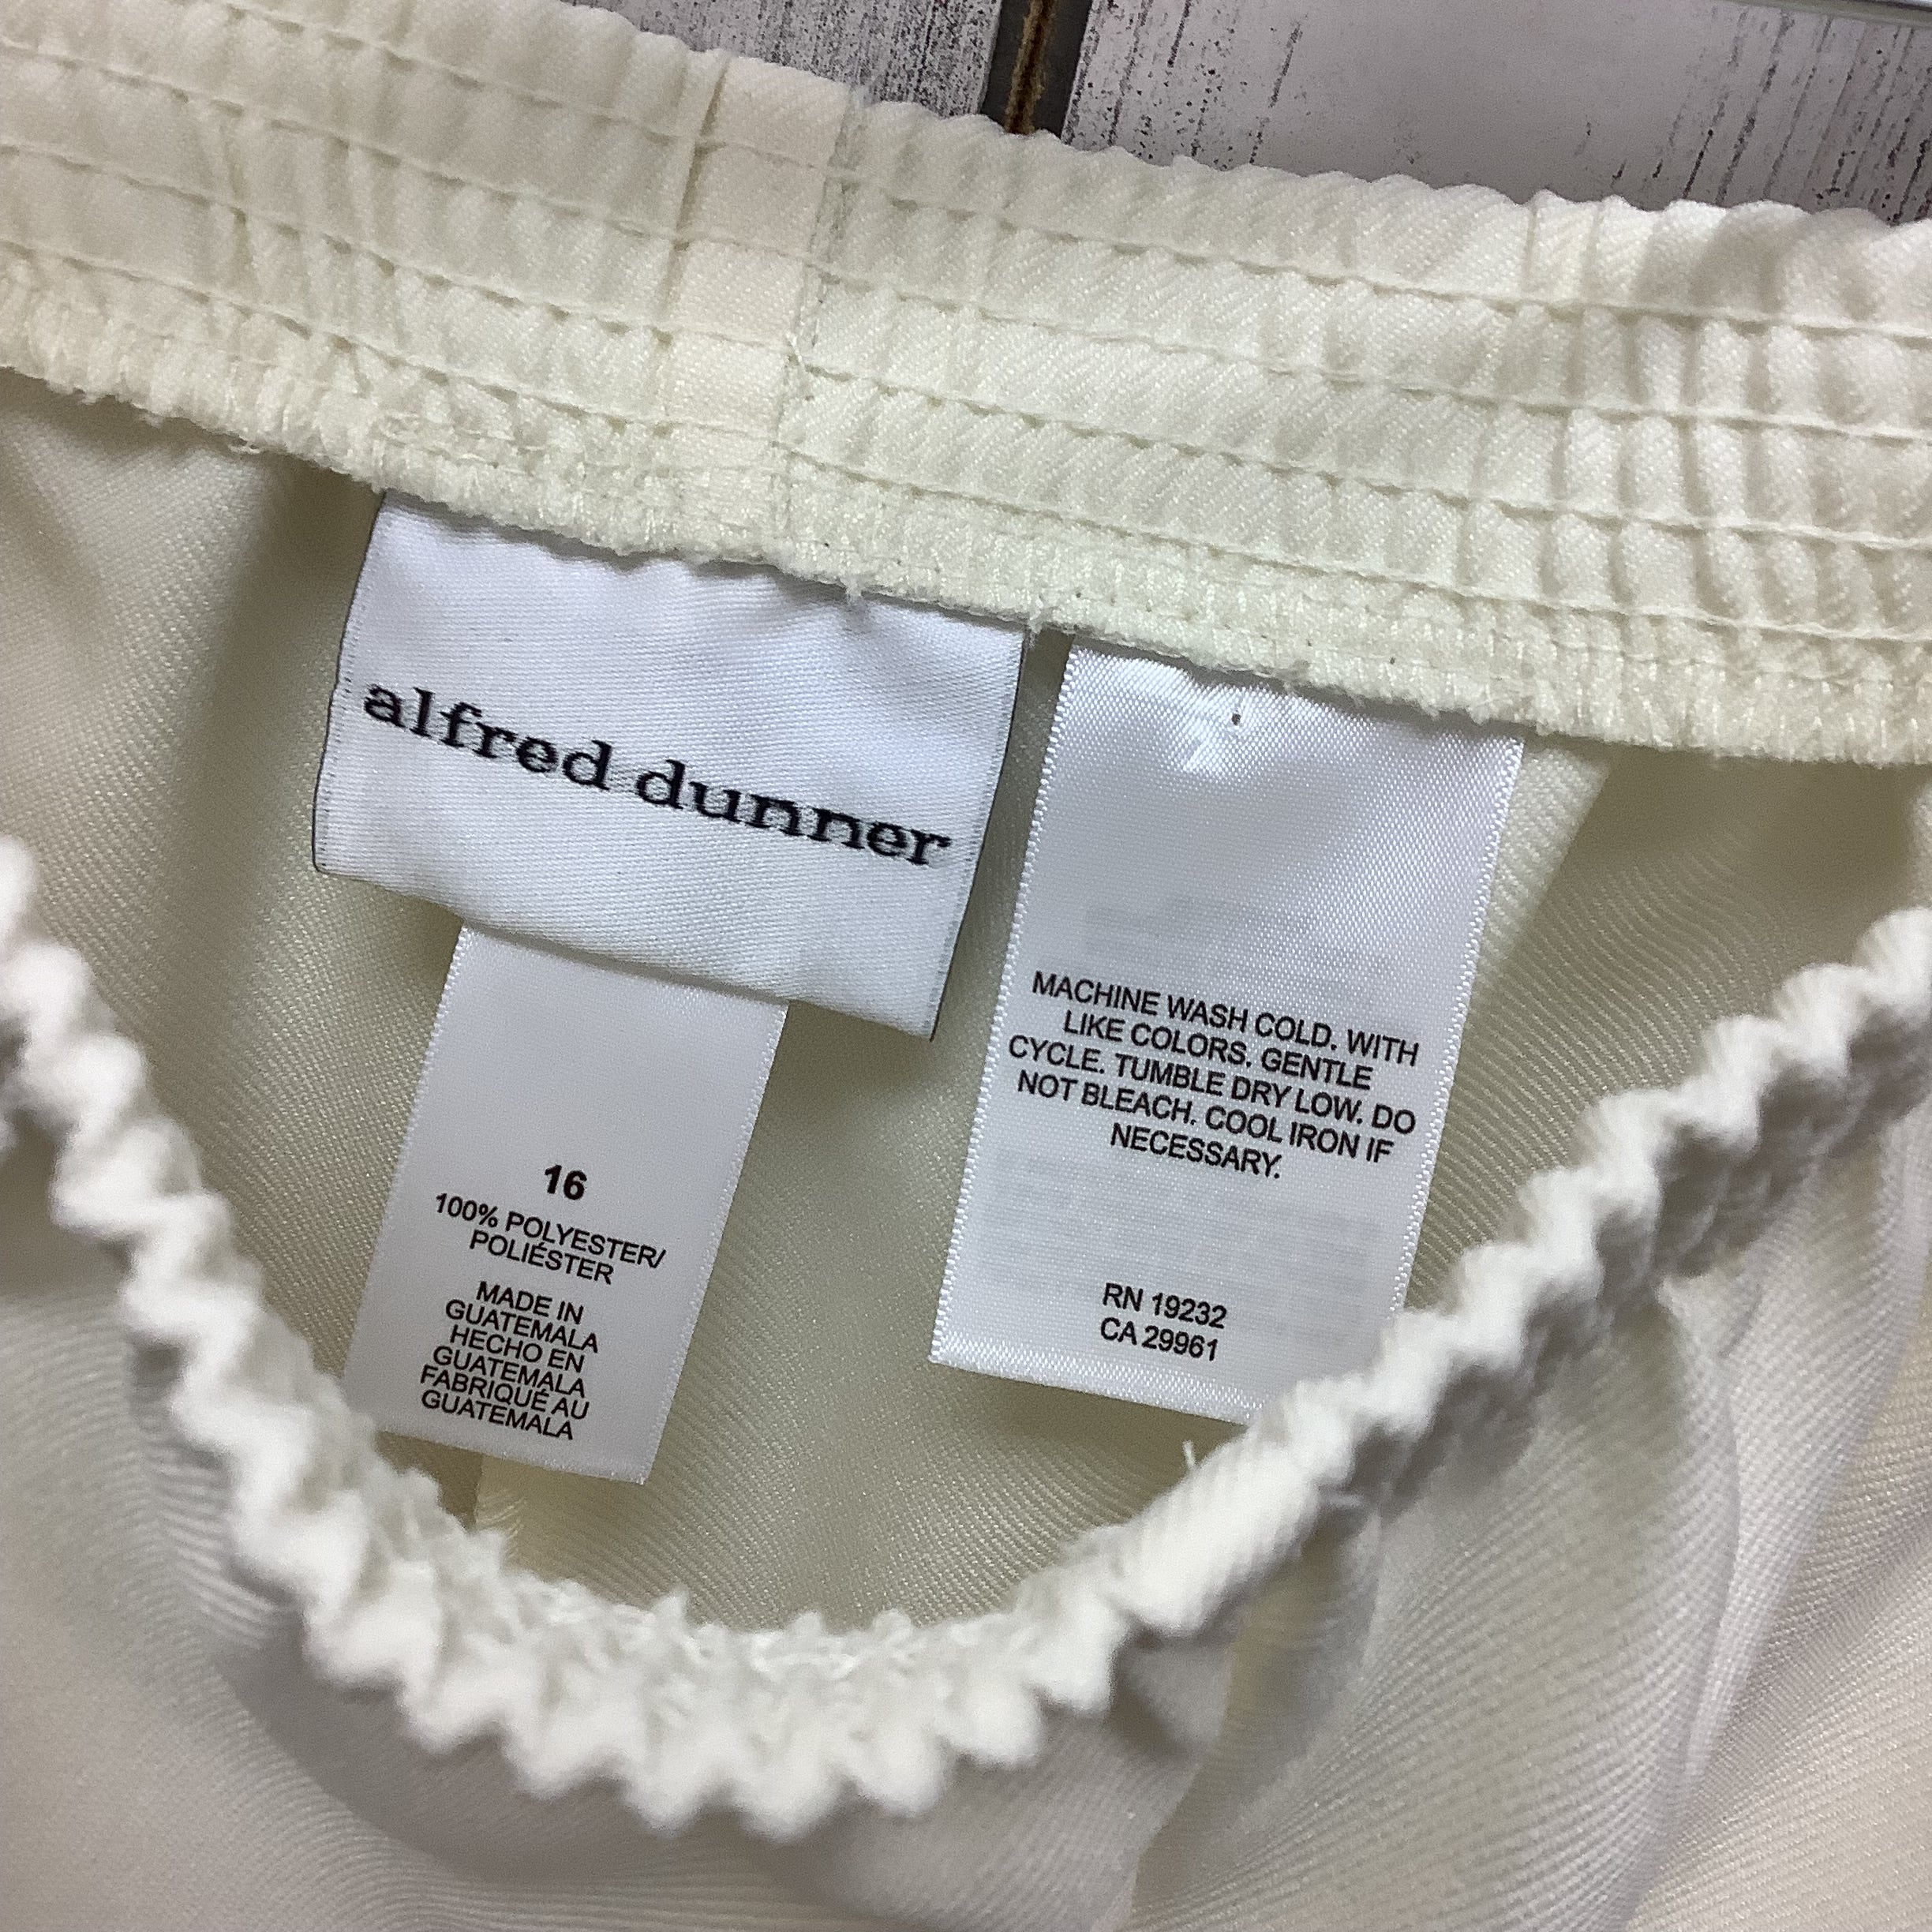 alfred dunner
16
100% POLYESTER/
POLIÉSTER
MADE IN
GUATEMALA
HECHO EN
GUATEMALA
FABRIQUÉ AU
GUATEMALA
MACHINE WASH COLD. WITH
LIKE COLORS. GENTLE
CYCLE. TUMBLE DRY LOW. DO
NOT BLEACH. COOL IRON IF
NECESSARY.
RN 19232
CA 29961